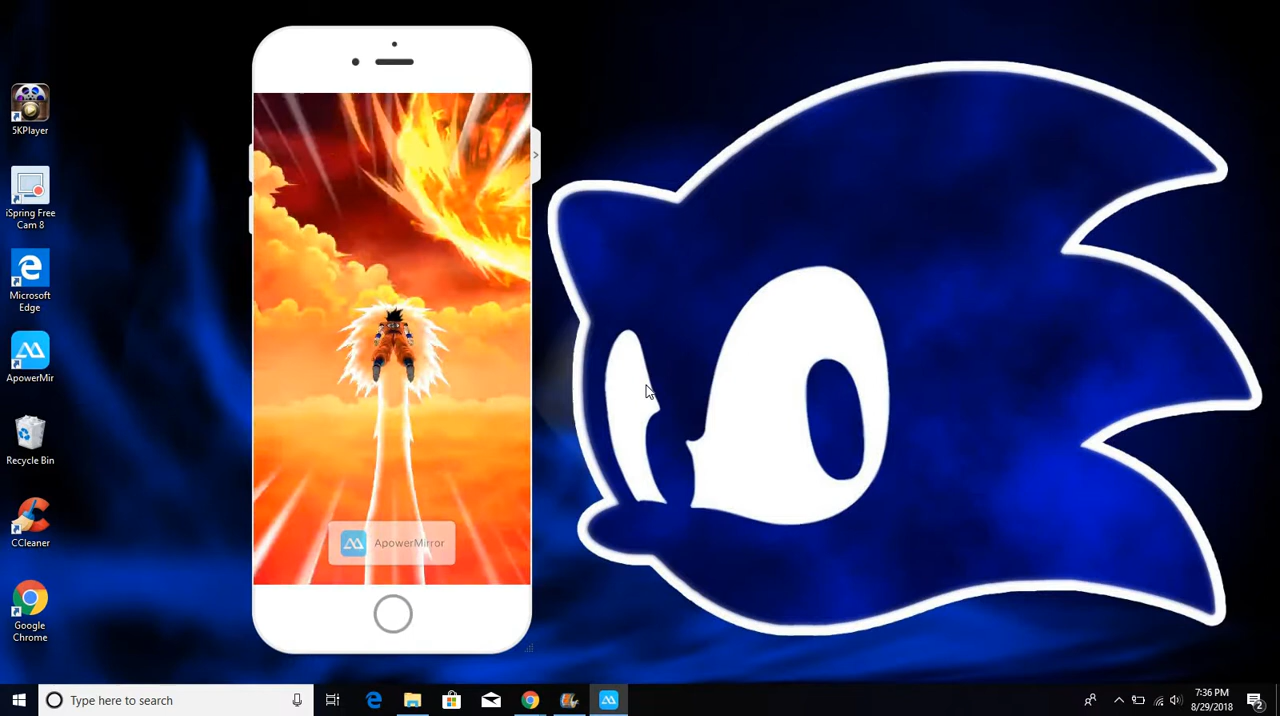 5KPlayer
iSpring Free
Cam 8
Microsoft
Edge
ApowerMir
Recycle Bin
CCleaner
Google
Chrome
ApowerMirror
Type here to search
7:36 PM
8/29/2018
2